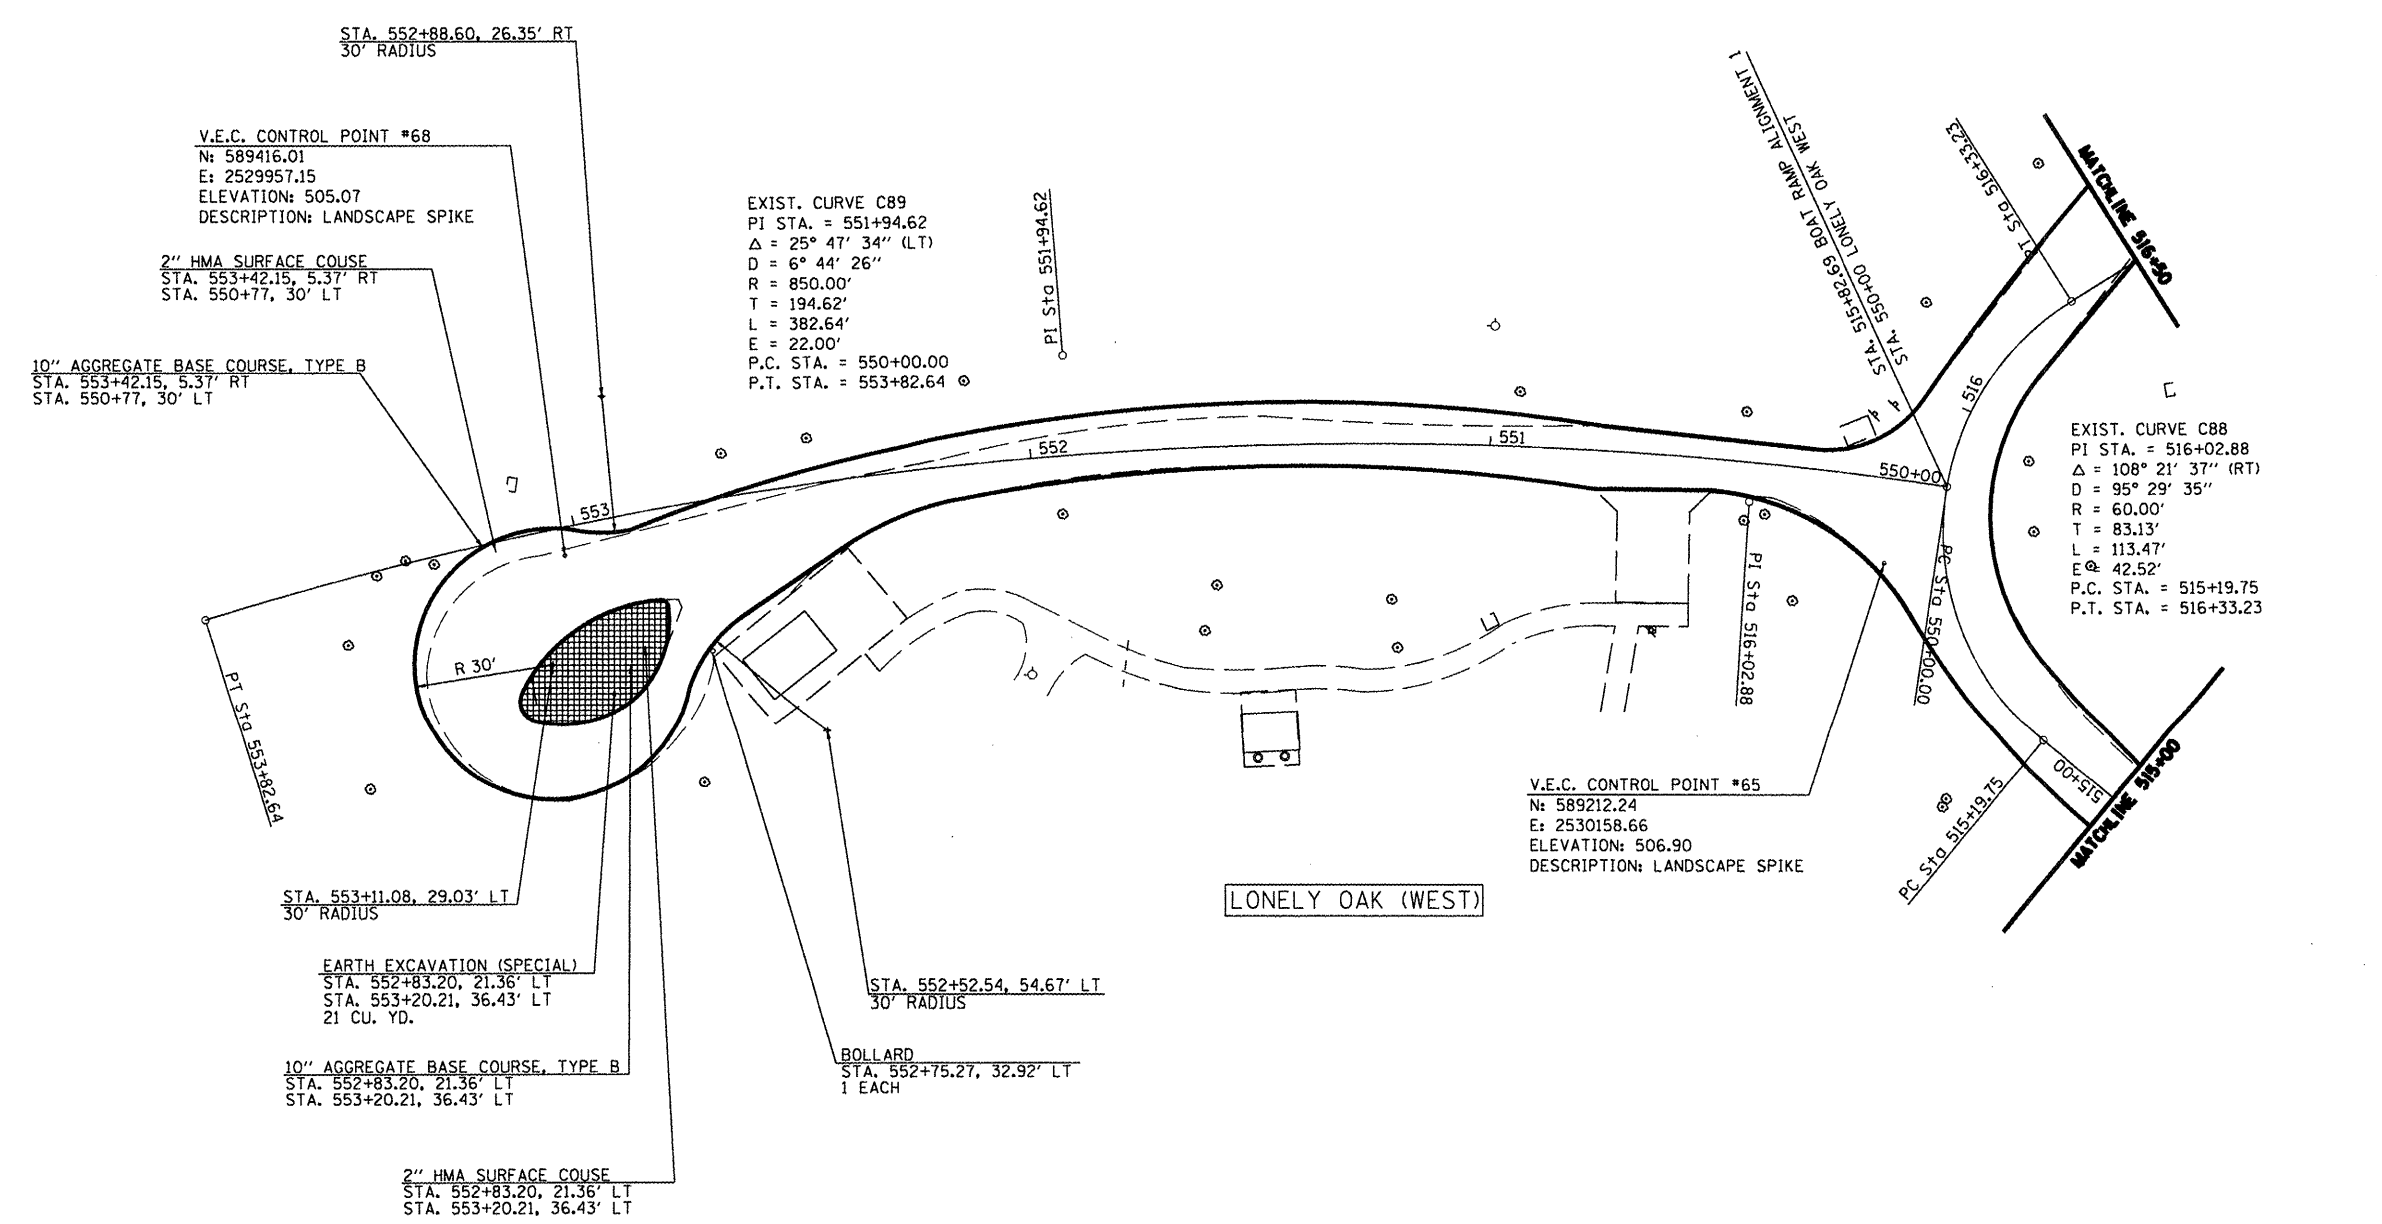 STA. 552+88.60, 26.35' RT
30' RADIUS
V.E.C. CONTROL POINT #68
N: 589416.01
E: 2529957.15
ELEVATION: 505.07
DESCRIPTION: LANDSCAPE SPIKE
2" HMA SURFACE COUSE
STA. 553+42.15, 5.37' RT
STA. 550+77, 30' LT
10" AGGREGATE BASE COURSE, TYPE B
STA. 553+42.15, 5.37' RT
STA. 550+77, 30' LT
EXIST. CURVE C89
PI STA. = 551+94.62
Δ = 25° 47' 34" (LT)
D = 6° 44' 26"
R = 850.00'
T = 194.62'
L = 382.64'
E = 22.00'
P.C. STA. = 550+00.00
P.T. STA. = 553+82.64
PI Sta 551+94.62
STA. 515+82.69 BOAT RAMP ALIGNMENT 1
STA. 550+00 LONELY OAK WEST
PT Sta 516+33.23
MATCHLINE 516+50
516
EXIST. CURVE C88
PI STA. = 516+02.88
Δ = 108° 21' 37" (RT)
D = 95° 29' 35"
R = 60.00'
T = 83.13'
L = 113.47'
E = 42.52'
P.C. STA. = 515+19.75
P.T. STA. = 516+33.23
553
552
551
550+00
R 30'
PT Sta 553+82.64
PI Sta 516+02.88
PC Sta 550+00.00
515+00
MATCHLINE 515+00
PC Sta 515+19.75
V.E.C. CONTROL POINT #65
N: 589212.24
E: 2530158.66
ELEVATION: 506.90
DESCRIPTION: LANDSCAPE SPIKE
LONELY OAK (WEST)
STA. 553+11.08, 29.03' LT
30' RADIUS
EARTH EXCAVATION (SPECIAL)
STA. 552+83.20, 21.36' LT
STA. 553+20.21, 36.43' LT
21 CU. YD.
STA. 552+52.54, 54.67' LT
30' RADIUS
BOLLARD
STA. 552+75.27, 32.92' LT
1 EACH
10" AGGREGATE BASE COURSE, TYPE B
STA. 552+83.20, 21.36' LT
STA. 553+20.21, 36.43' LT
2" HMA SURFACE COUSE
STA. 552+83.20, 21.36' LT
STA. 553+20.21, 36.43' LT